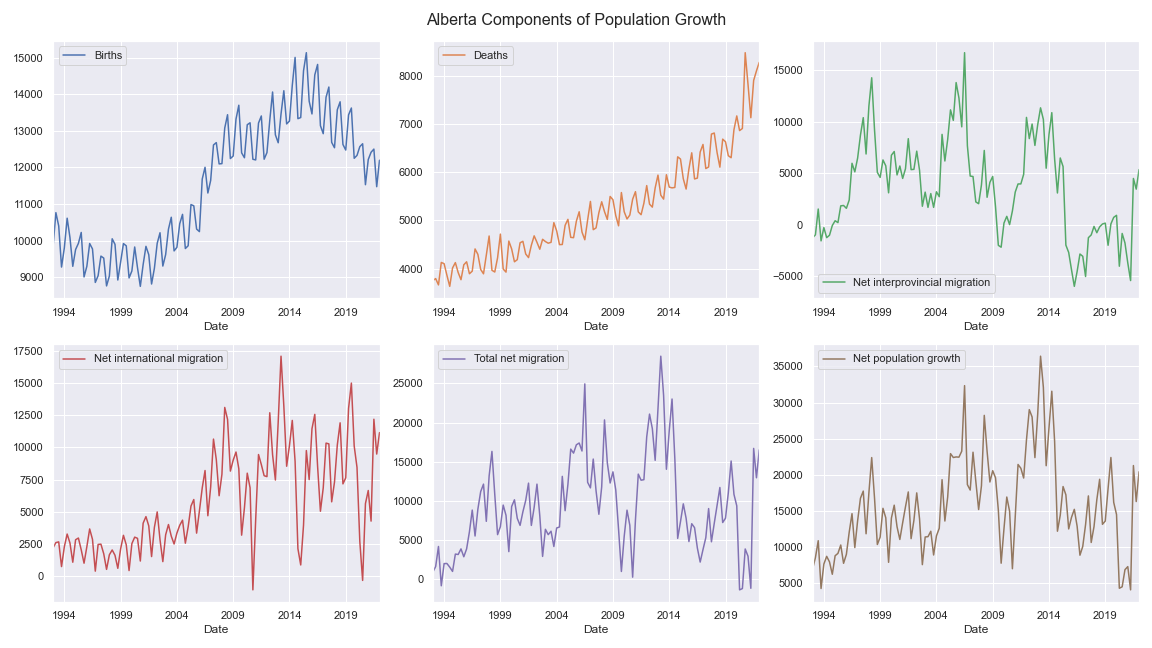 Alberta Components of Population Growth
Births
15000
14000
13000
12000
11000
10000
9000
1994 1999 2004 2009 2014 2019
Date
Deaths
8000
7000
6000
5000
4000
1994 1999 2004 2009 2014 2019
Date
15000
10000
5000
0
−5000
Net interprovincial migration
1994 1999 2004 2009 2014 2019
Date
Net international migration
17500
15000
12500
10000
7500
5000
2500
0
1994 1999 2004 2009 2014 2019
Date
Total net migration
25000
20000
15000
10000
5000
0
1994 1999 2004 2009 2014 2019
Date
Net population growth
35000
30000
25000
20000
15000
10000
5000
1994 1999 2004 2009 2014 2019
Date